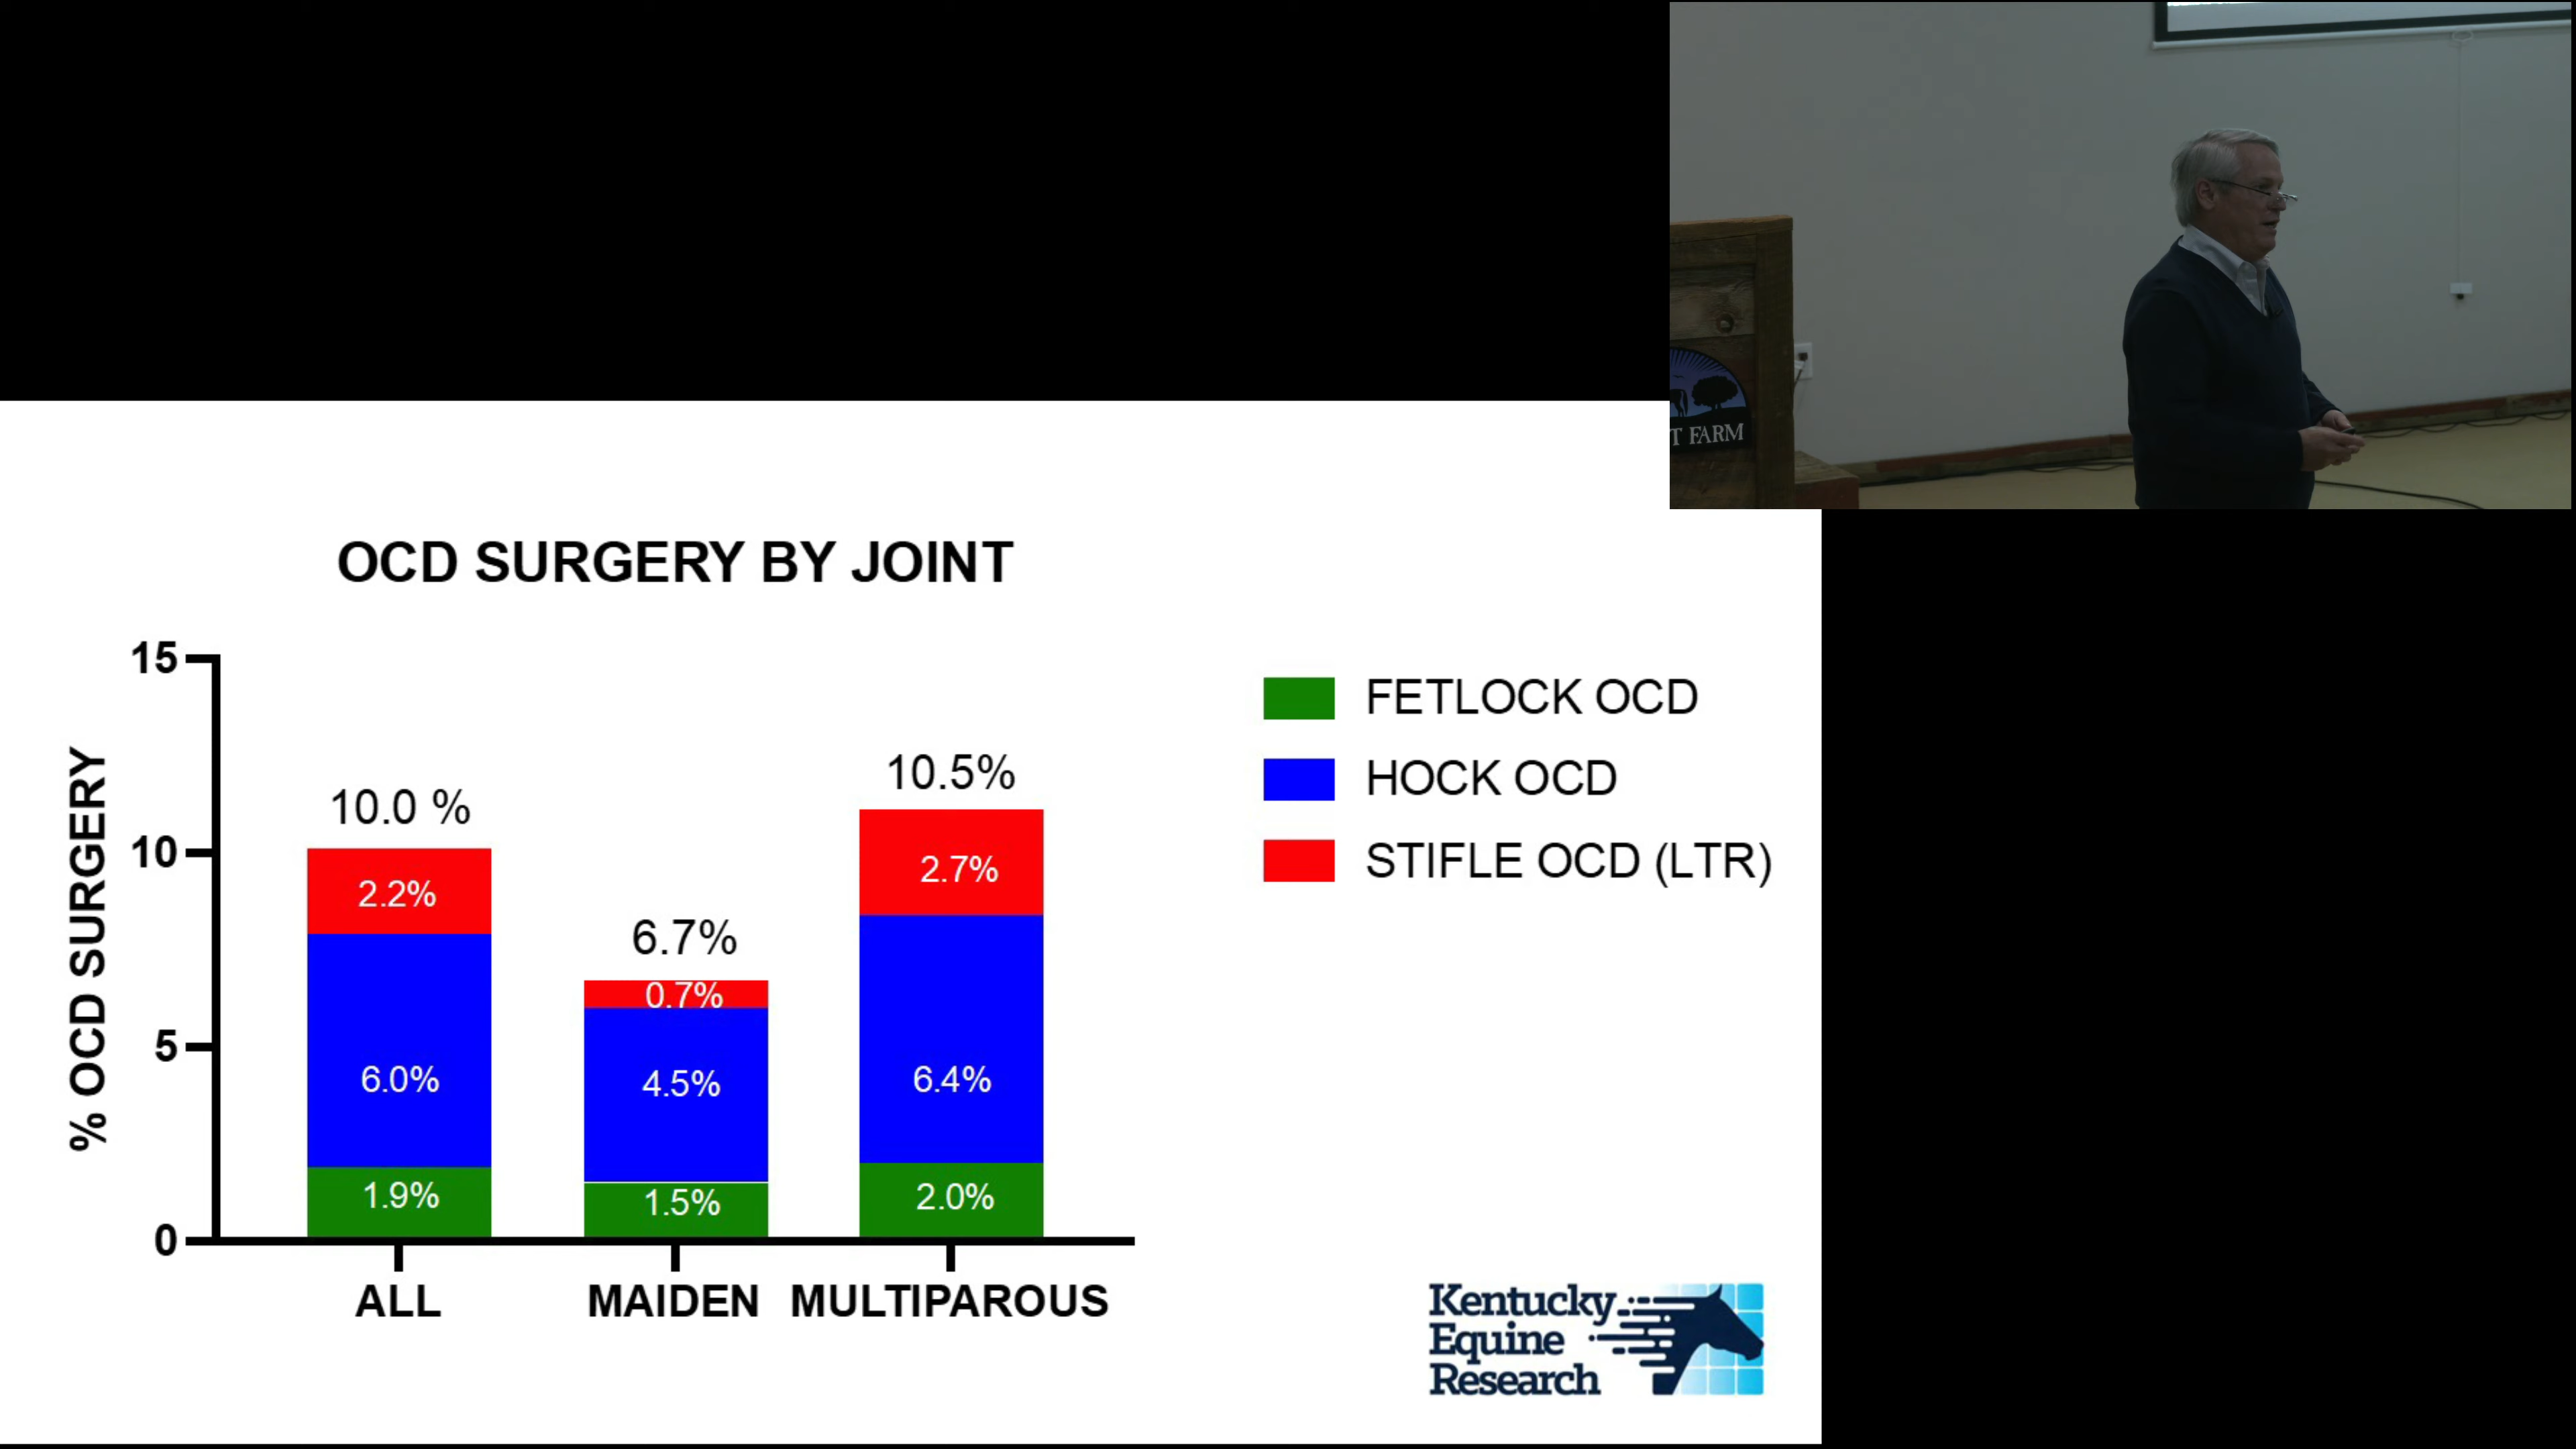 T FARM
OCD SURGERY BY JOINT
% OCD SURGERY
15
10
5
0
10.0 %
2.2%
6.0%
1.9%
6.7%
0.7%
4.5%
1.5%
10.5%
2.7%
6.4%
2.0%
ALL
MAIDEN
MULTIPAROUS
FETLOCK OCD
HOCK OCD
STIFLE OCD (LTR)
Kentucky
Equine
Research